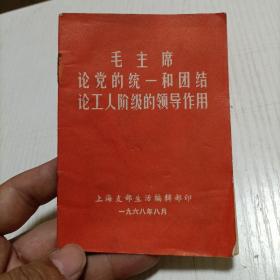 毛主席
论党的统一和团结
论工人阶级的领导作用
上海支部生活编辑部印
一九六八年八月